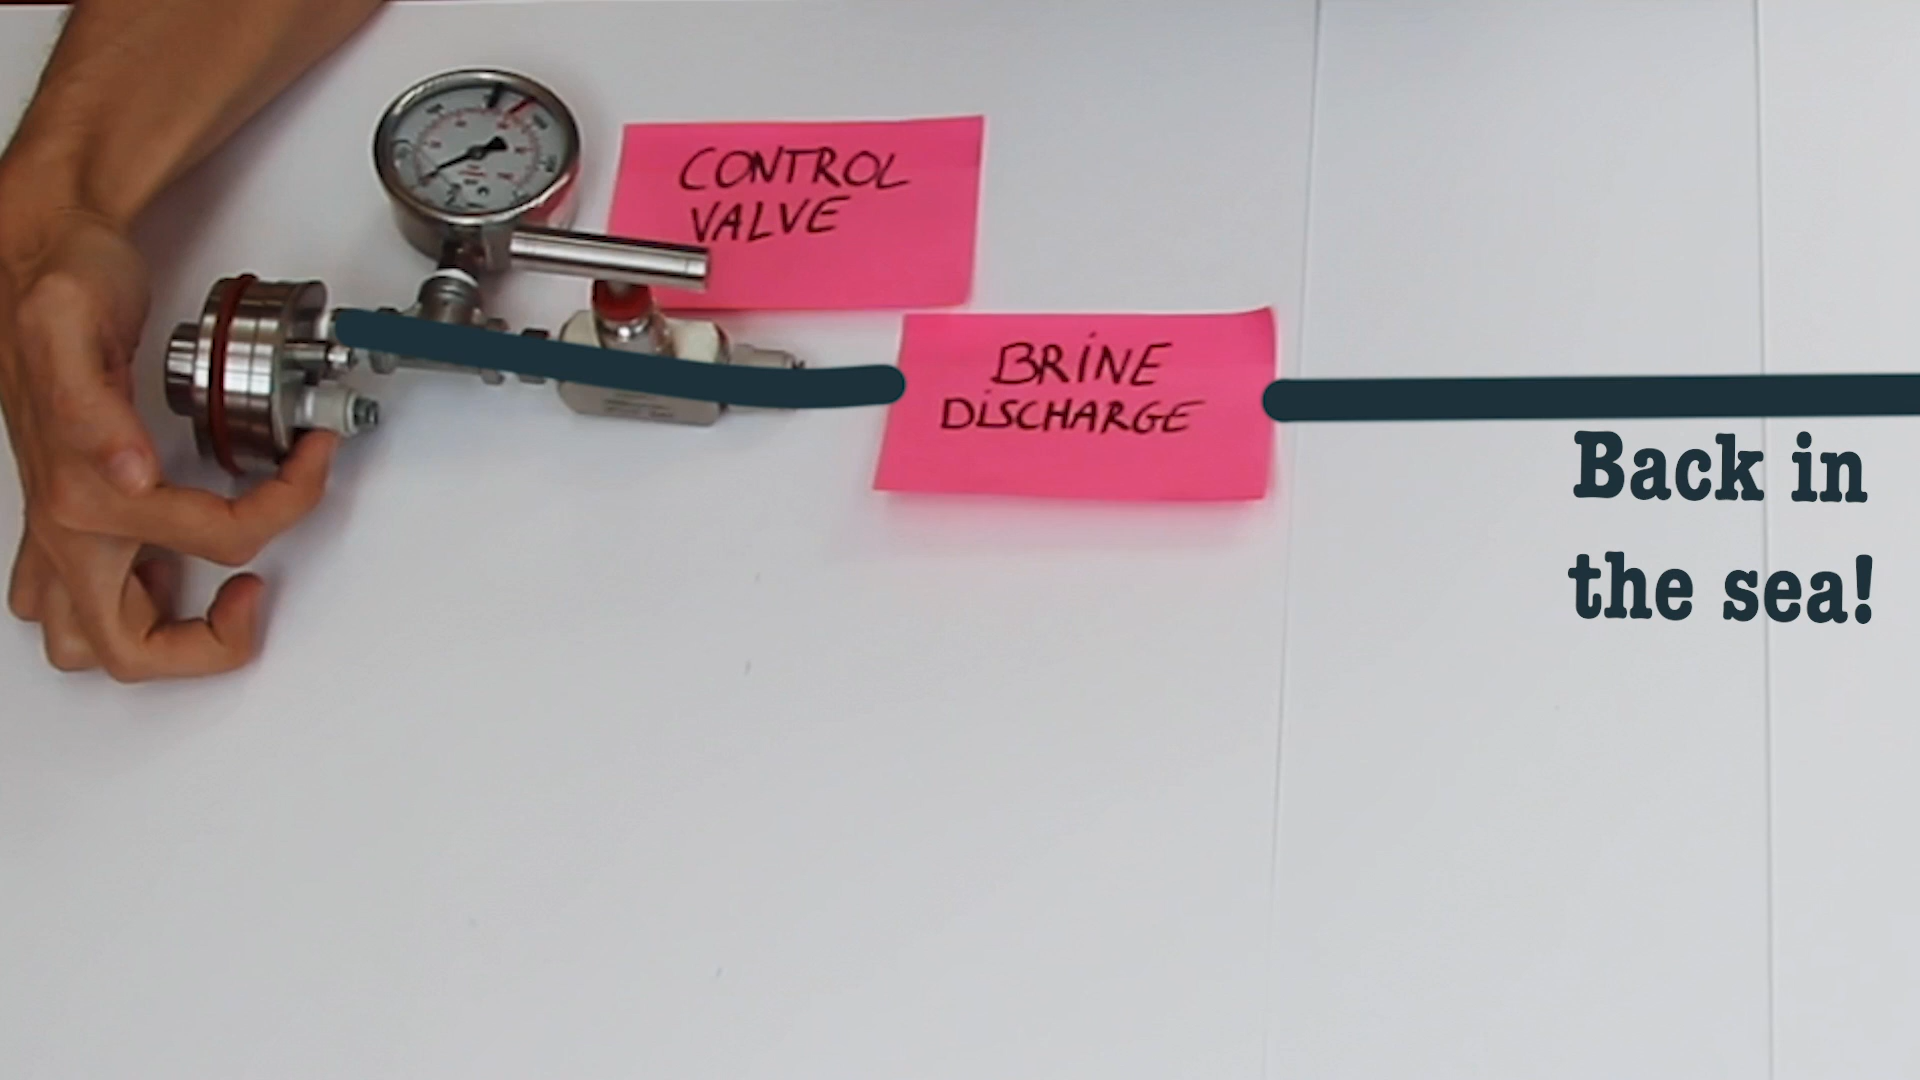 CONTROL
VALVE
BRINE
DISCHARGE
Back in
the sea!